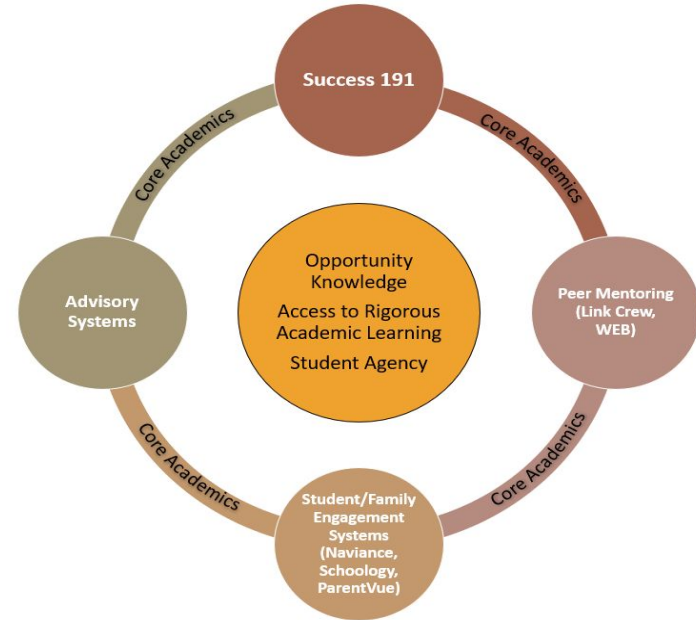 Success 191
Core Academics
Core Academics
Opportunity
Knowledge
Access to Rigorous
Academic Learning
Student Agency
Advisory
Systems
Peer Mentoring
(Link Crew,
WEB)
Core Academics
Core Academics
Student/Family
Engagement
Systems
(Naviance,
Schoology,
ParentVue)